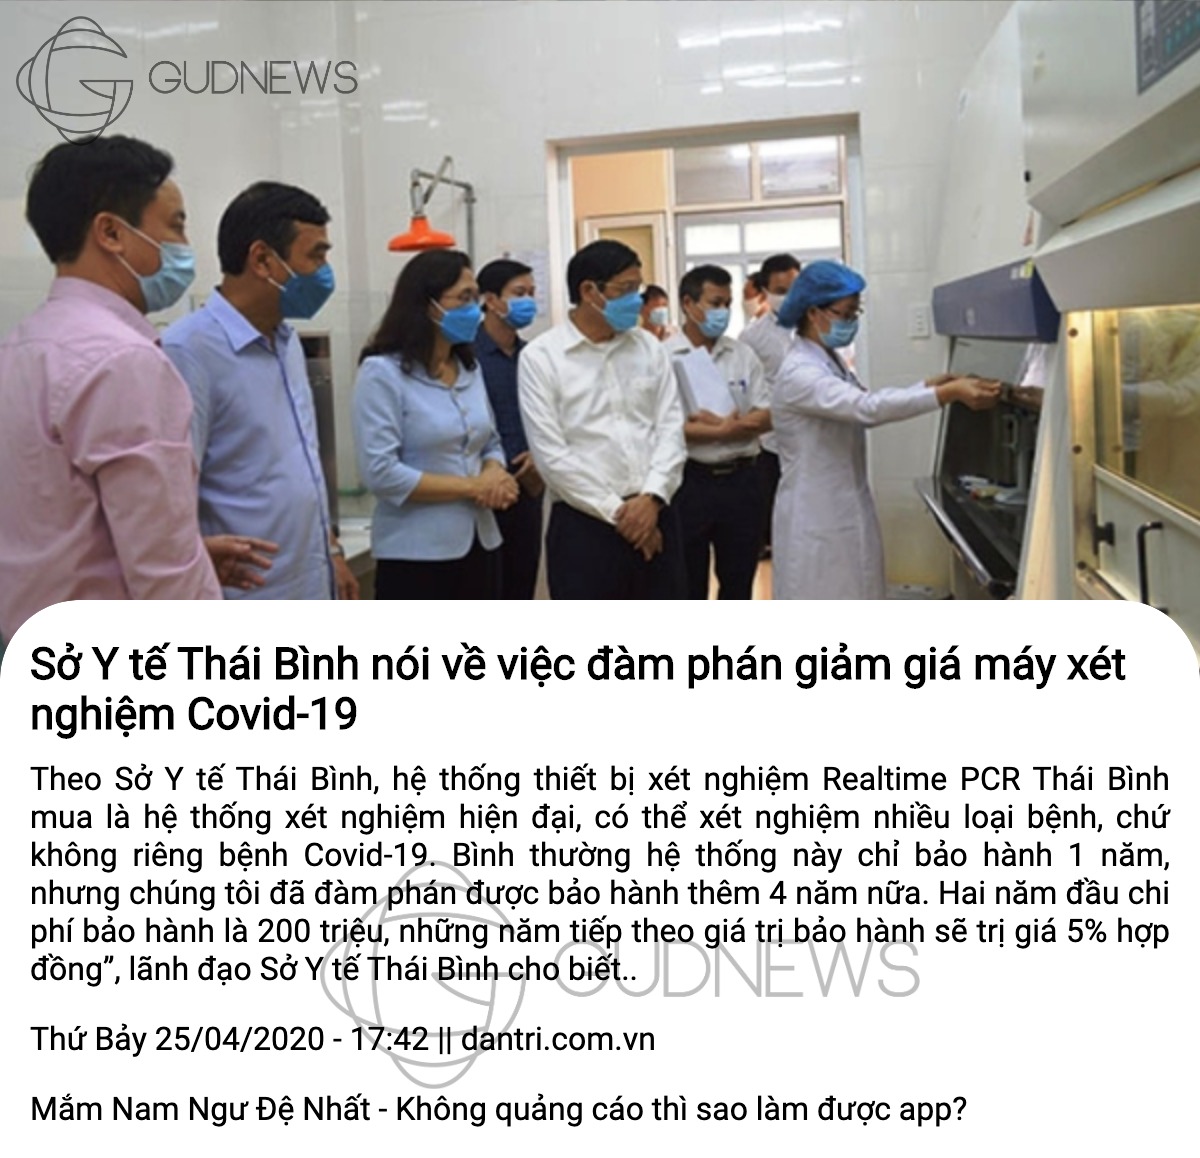 GUDNEWS
Sở Y tế Thái Bình nói về việc đàm phán giảm giá máy xét
nghiệm Covid-19
Theo Sở Y tế Thái Bình, hệ thống thiết bị xét nghiệm Realtime PCR Thái Bình
mua là hệ thống xét nghiệm hiện đại, có thể xét nghiệm nhiều loại bệnh, chứ
không riêng bệnh Covid-19. Bình thường hệ thống này chỉ bảo hành 1 năm,
nhưng chúng tôi đã đàm phán được bảo hành thêm 4 năm nữa. Hai năm đầu chi
phí bảo hành là 200 triệu, những năm tiếp theo giá trị bảo hành sẽ trị giá 5% hợp
đồng”, lãnh đạo Sở Y tế Thái Bình cho biết..
GUDNEWS
Thứ Bảy 25/04/2020 - 17:42 || dantri.com.vn
Mắm Nam Ngư Đệ Nhất - Không quảng cáo thì sao làm được app?